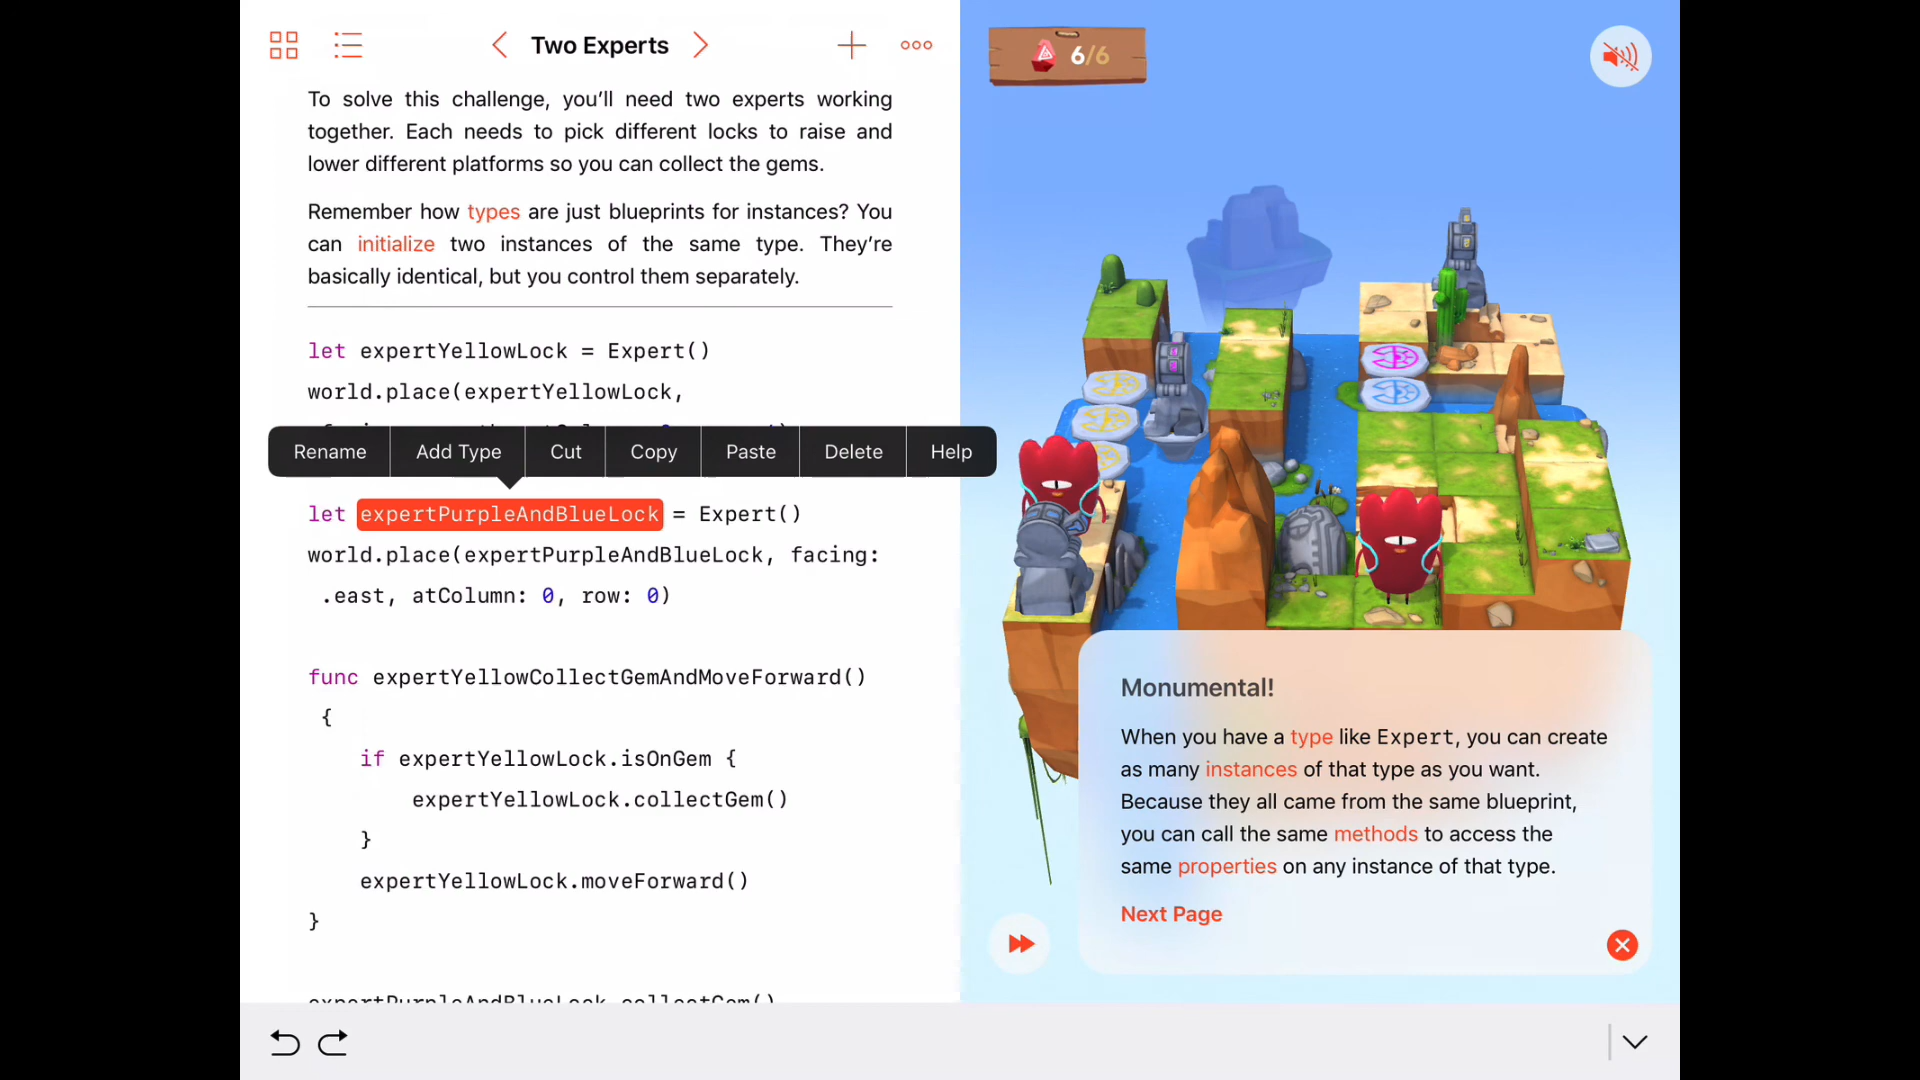 Two Experts
To solve this challenge, you'll need two experts working
together. Each needs to pick different locks to raise and
lower different platforms so you can collect the gems.
Remember how types are just blueprints for instances? You
can initialize two instances of the same type. They're
basically identical, but you control them separately.
let expertYellowLock = Expert()
world.place(expertYellowLock,
Rename Add Type Cut Copy Paste Delete Help
let expertPurpleAndBlueLock = Expert()
world.place(expertPurpleAndBlueLock, facing:
.east, atColumn: 0, row: 0)
func expertYellowCollectGemAndMoveForward()
{
if expertYellowLock.isOnGem {
expertYellowLock.collectGem()
}
expertYellowLock.moveForward()
}
expertPurpleAndBlueLock.collectGem()
6/6
Monumental!
When you have a type like Expert, you can create
as many instances of that type as you want.
Because they all came from the same blueprint,
you can call the same methods to access the
same properties on any instance of that type.
Next Page